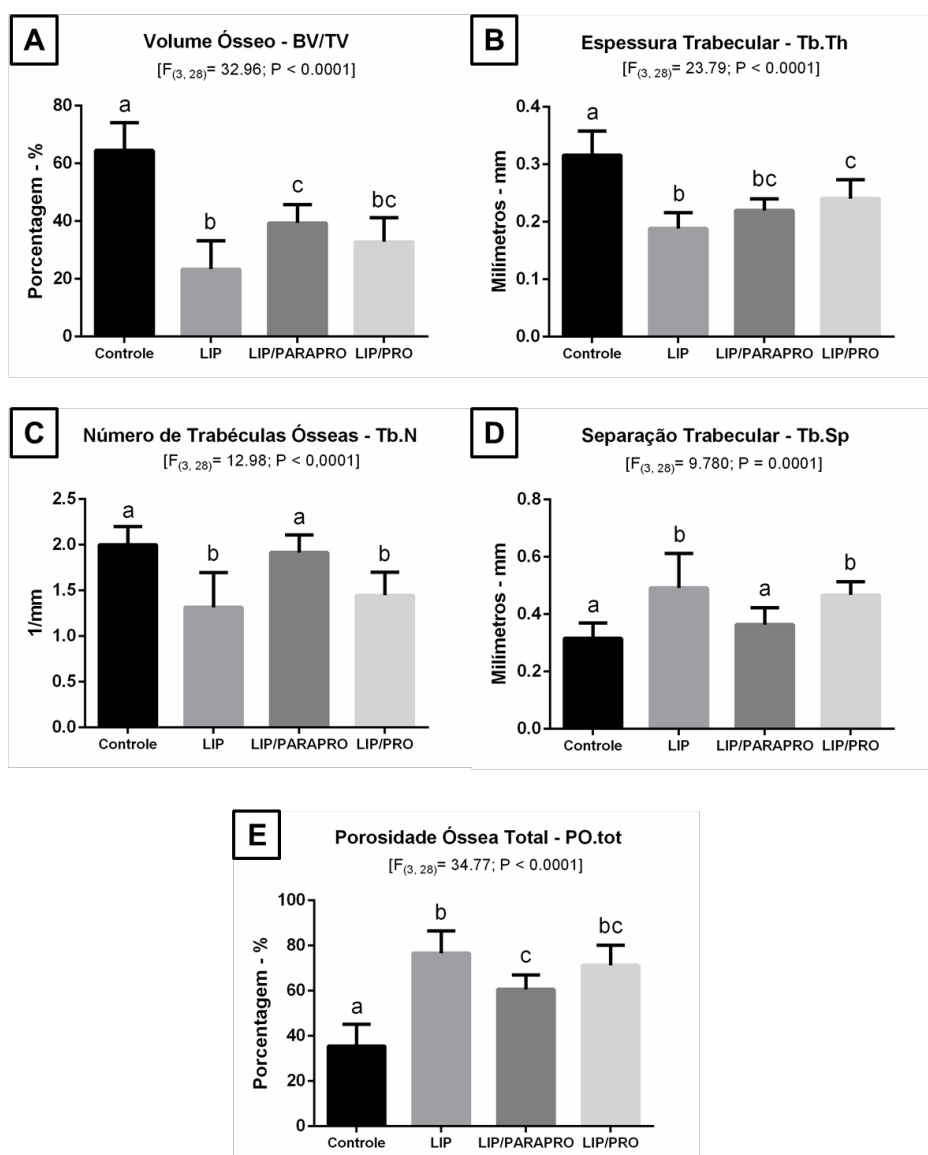 A
Volume Ósseo - BV/TV
[F(3, 28)= 32.96; P < 0.0001]
Porcentagem - %
80
60
40
20
0
a
b
c
bc
Controle LIP LIP/PARAPRO LIP/PRO
B
Espessura Trabecular - Tb.Th
[F(3, 28)= 23.79; P < 0.0001]
Milímetros - mm
0.4
0.3
0.2
0.1
0.0
a
b
bc
c
Controle LIP LIP/PARAPRO LIP/PRO
C
Número de Trabéculas Ósseas - Tb.N
[F(3, 28)= 12.98; P < 0,0001]
1/mm
2.5
2.0
1.5
1.0
0.5
0.0
a
b
a
b
Controle LIP LIP/PARAPRO LIP/PRO
D
Separação Trabecular - Tb.Sp
[F(3, 28)= 9.780; P = 0.0001]
Milímetros - mm
0.8
0.6
0.4
0.2
0.0
a
b
a
b
Controle LIP LIP/PARAPRO LIP/PRO
E
Porosidade Óssea Total - PO.tot
[F(3, 28)= 34.77; P < 0.0001]
Porcentagem - %
100
80
60
40
20
0
a
b
c
bc
Controle LIP LIP/PARAPRO LIP/PRO